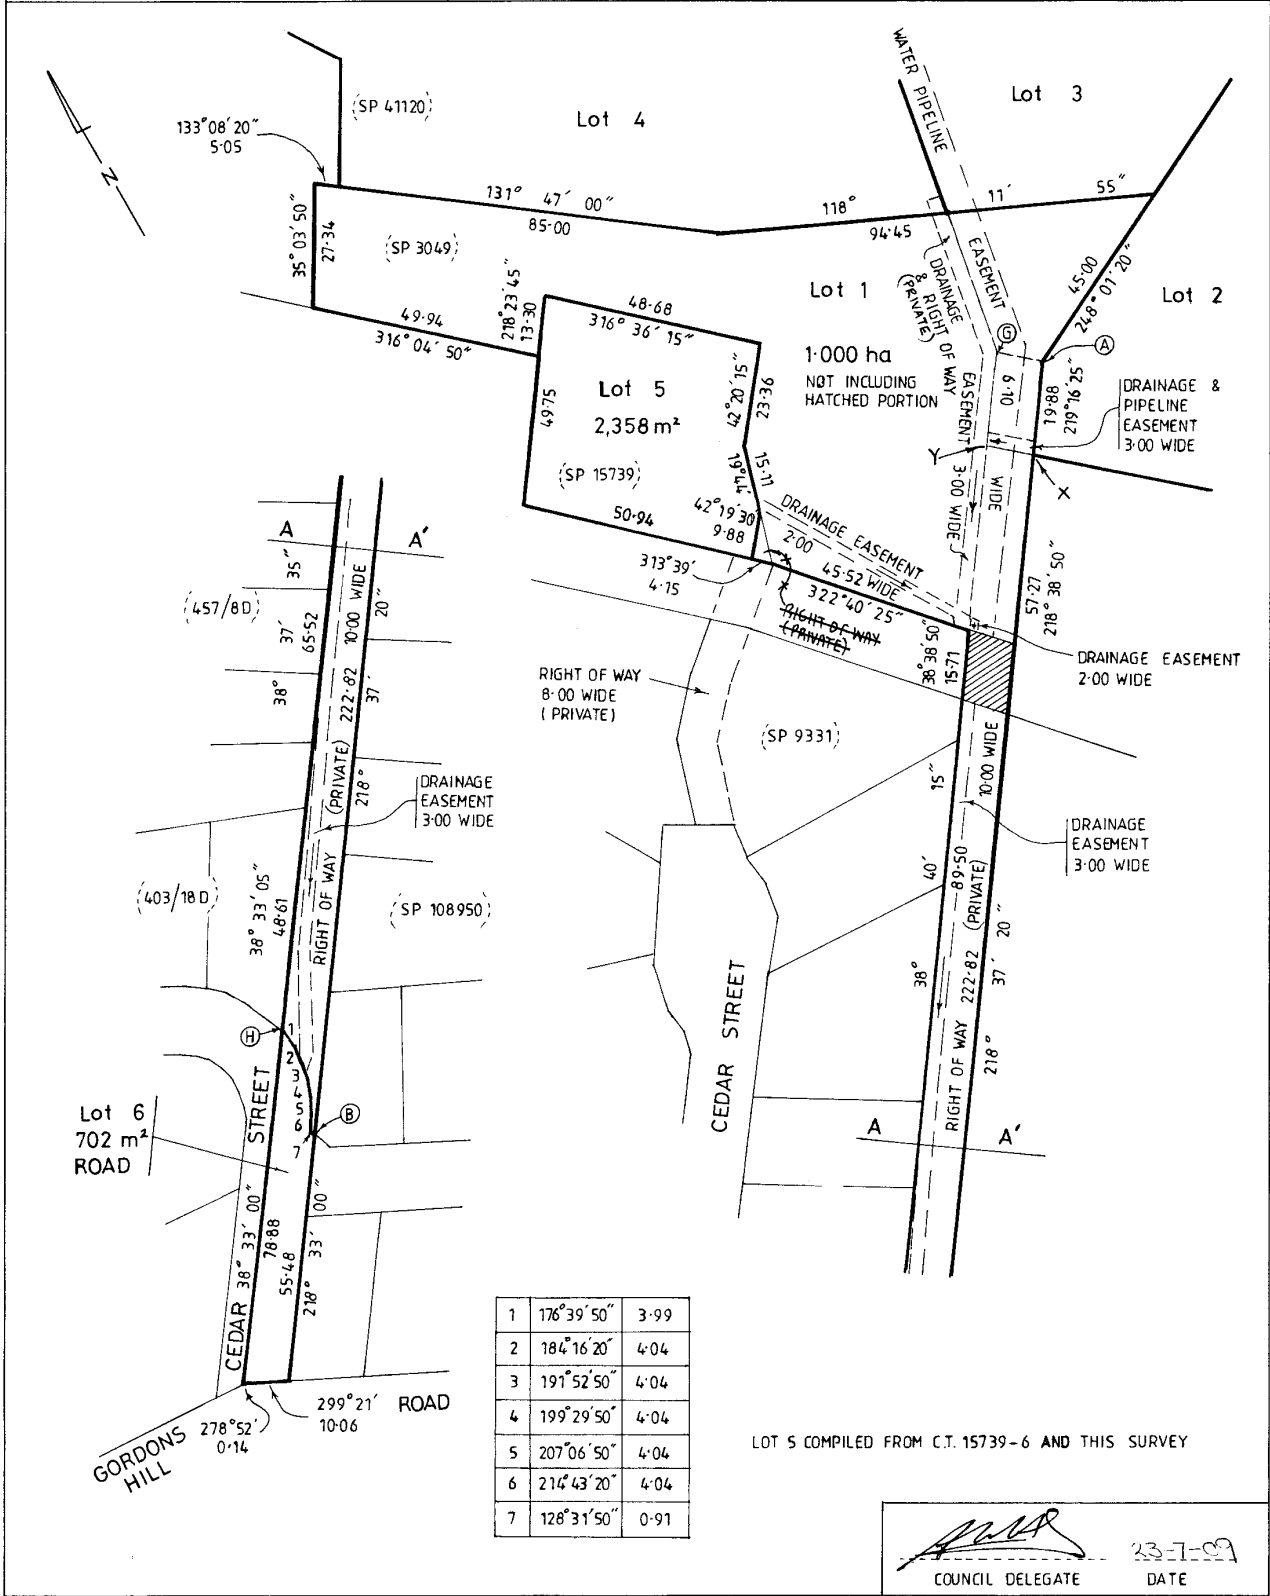 WATER PIPELINE
Lot 3
(SP 41120)
Lot 4
133°08'20"
5·05
N
131° 47' 00"
85·00
118° 11' 55"
94·45
35° 03' 50"
27·34
(SP 3049)
EASEMENT
DRAINAGE
& RIGHT OF WAY
(PRIVATE)
EASEMENT 3·00 WIDE
45·00
248° 01' 20"
Lot 1
Lot 2
218° 23' 45"
13·30
48·68
316° 36' 15"
49·94
316° 04' 50"
1·000 ha
NOT INCLUDING
HATCHED PORTION
G
A
9·10
WIDE
19·88
219°16'25"
DRAINAGE &
PIPELINE
EASEMENT
3·00 WIDE
Lot 5
2,358 m²
42° 20' 15"
23·36
49·75
Y
X
(SP 15739)
19°44'
15·11
50·94
42°19'30"
9·88
DRAINAGE EASEMENT
2·00 WIDE
45·52
322°40' 25"
313°39'
4·15
RIGHT OF WAY
(PRIVATE)
57·27
218° 38' 50"
38° 38' 50"
15·71
DRAINAGE EASEMENT
2·00 WIDE
A
A'
35"
(457/8D)
37'
65·52
10·00 WIDE
20"
38°
222·82
37'
RIGHT OF WAY
8·00 WIDE
(PRIVATE)
(SP 9331)
10·00 WIDE
15"
(PRIVATE)
218°
DRAINAGE
EASEMENT
3·00 WIDE
DRAINAGE
EASEMENT
3·00 WIDE
40'
89·50
(PRIVATE)
20"
(403/18D)
38° 33' 05"
48·61
RIGHT OF WAY
(SP 108950)
38°
222·82
37'
CEDAR STREET
RIGHT OF WAY
218°
H
1
2
3
4
5
6
7
B
STREET
Lot 6
702 m²
ROAD
A
A'
CEDAR
38° 33' 00"
78·88
55·48
218° 33' 00"
1 176°39'50" 3·99
2 184°16'20" 4·04
3 191°52'50" 4·04
4 199°29'50" 4·04
5 207°06'50" 4·04
6 214°43'20" 4·04
7 128°31'50" 0·91
299°21'
10·06
ROAD
278°52'
0·14
GORDONS
HILL
LOT 5 COMPILED FROM C.T. 15739-6 AND THIS SURVEY
23-7-09
COUNCIL DELEGATE
DATE